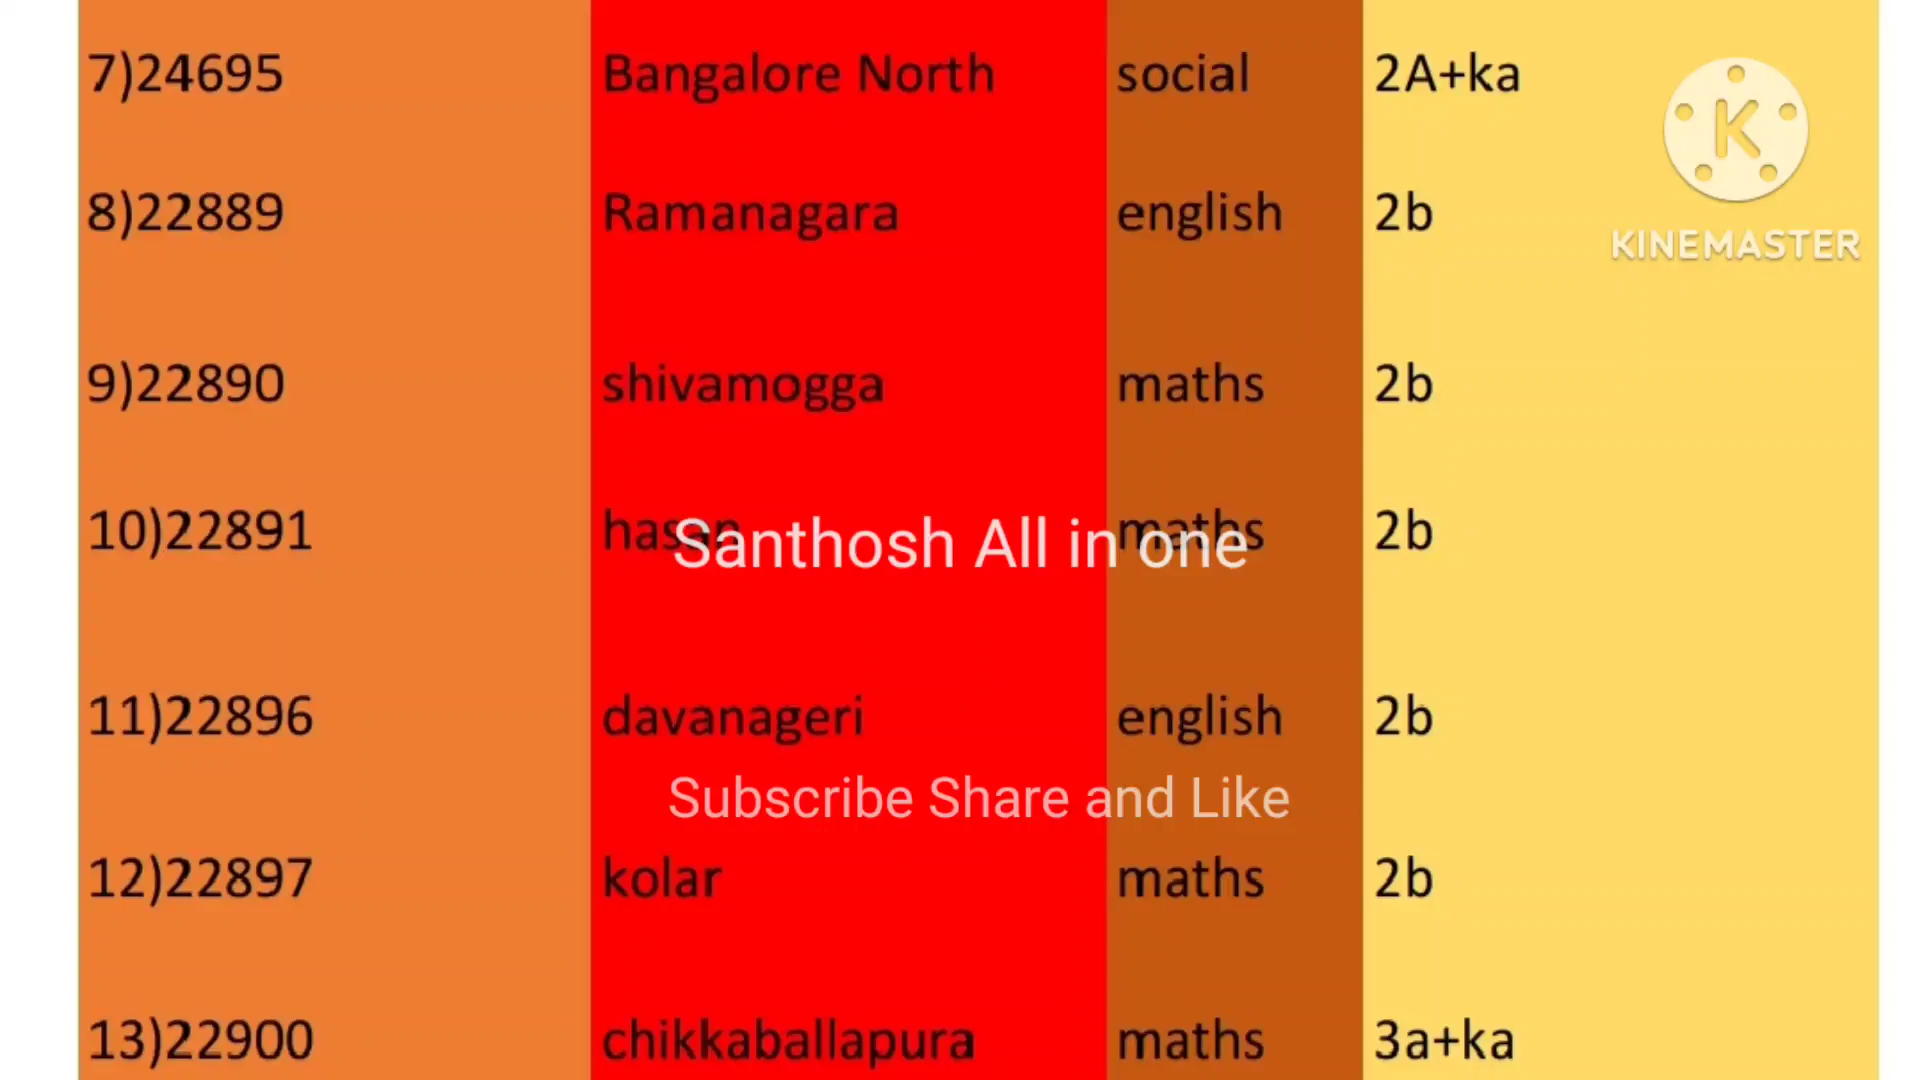 7)24695 Bangalore North social 2A+ka
K
KINEMASTER
8)22889 Ramanagara english 2b
9)22890 shivamogga maths 2b
10)22891 hasan maths 2b
Santhosh All in one
11)22896 davanageri english 2b
Subscribe Share and Like
12)22897 kolar maths 2b
13)22900 chikkaballapura maths 3a+ka